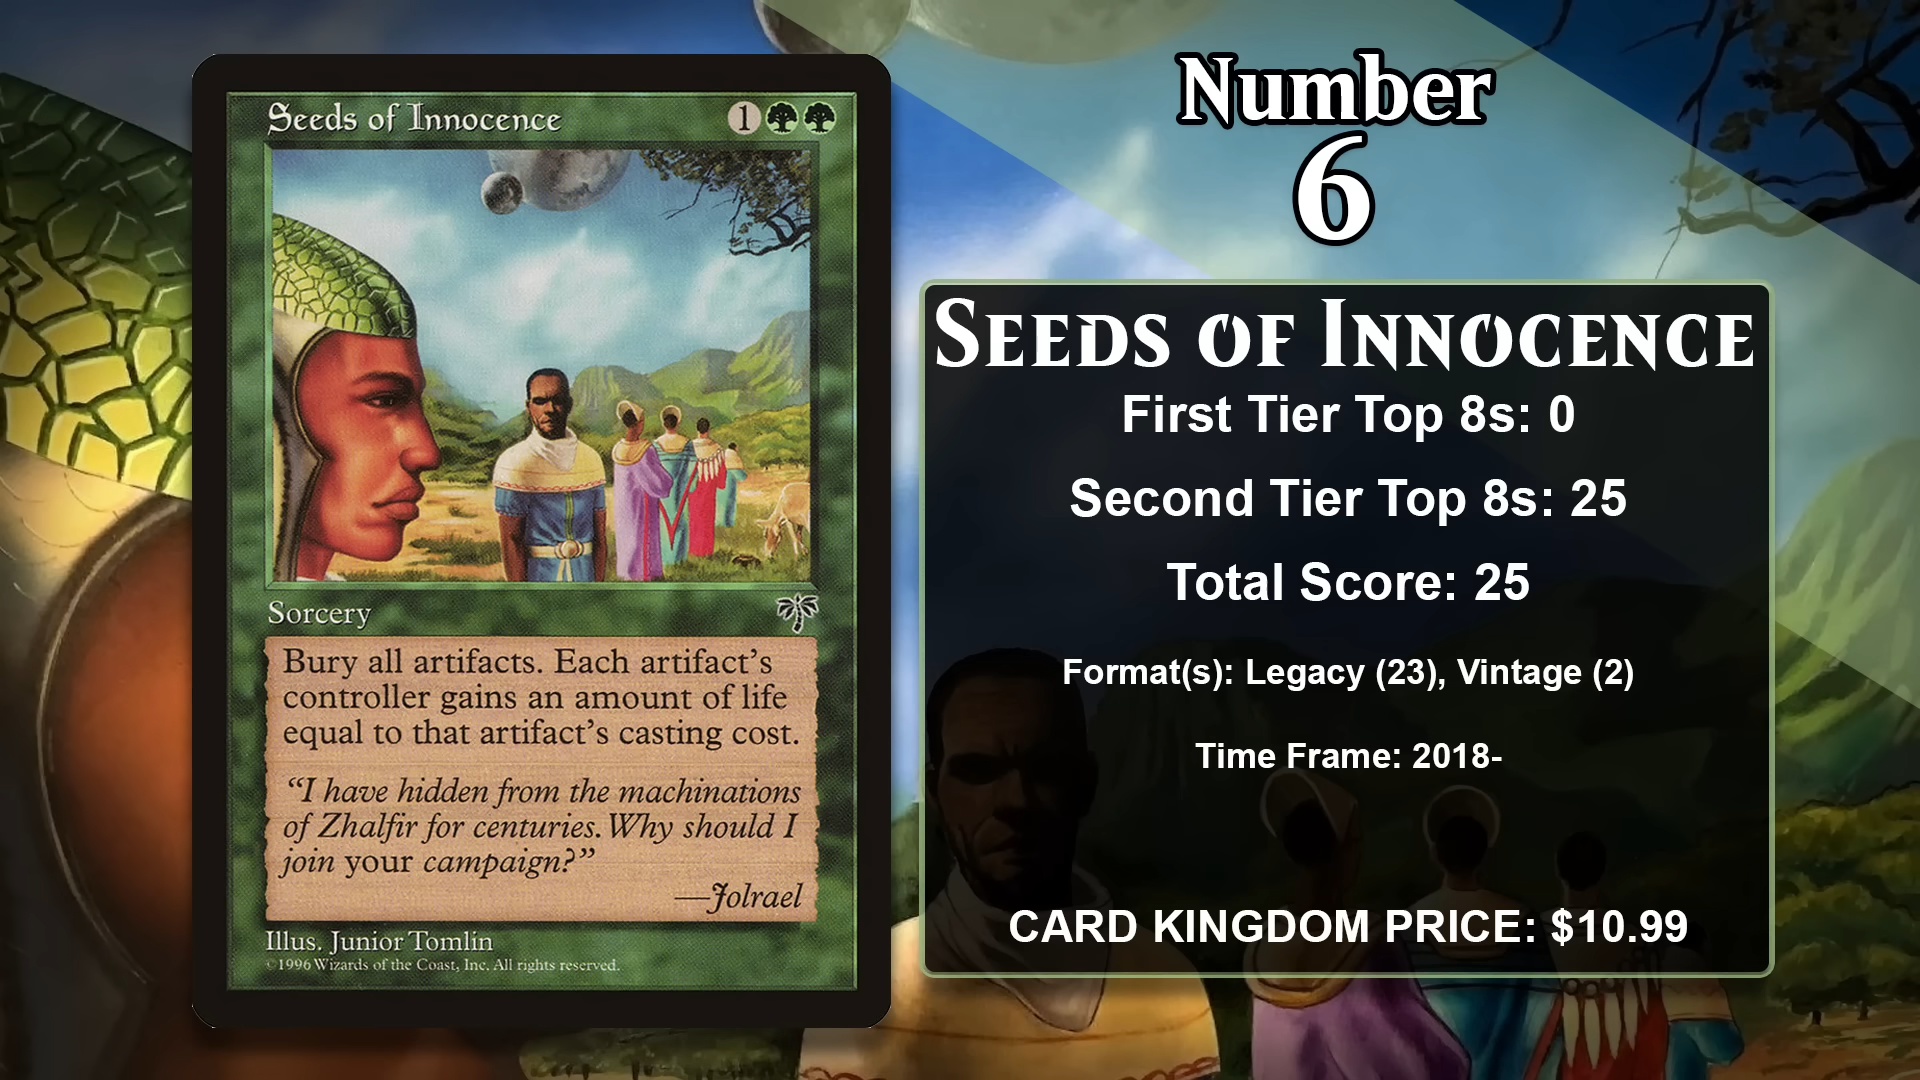 Seeds of Innocence 1
Sorcery
Bury all artifacts. Each artifact's
controller gains an amount of life
equal to that artifact's casting cost.
“I have hidden from the machinations
of Zhalfir for centuries. Why should I
join your campaign?”
—Jolrael
Illus. Junior Tomlin
©1996 Wizards of the Coast, Inc. All rights reserved.
Number
6
Seeds of Innocence
First Tier Top 8s: 0
Second Tier Top 8s: 25
Total Score: 25
Format(s): Legacy (23), Vintage (2)
Time Frame: 2018-
CARD KINGDOM PRICE: $10.99